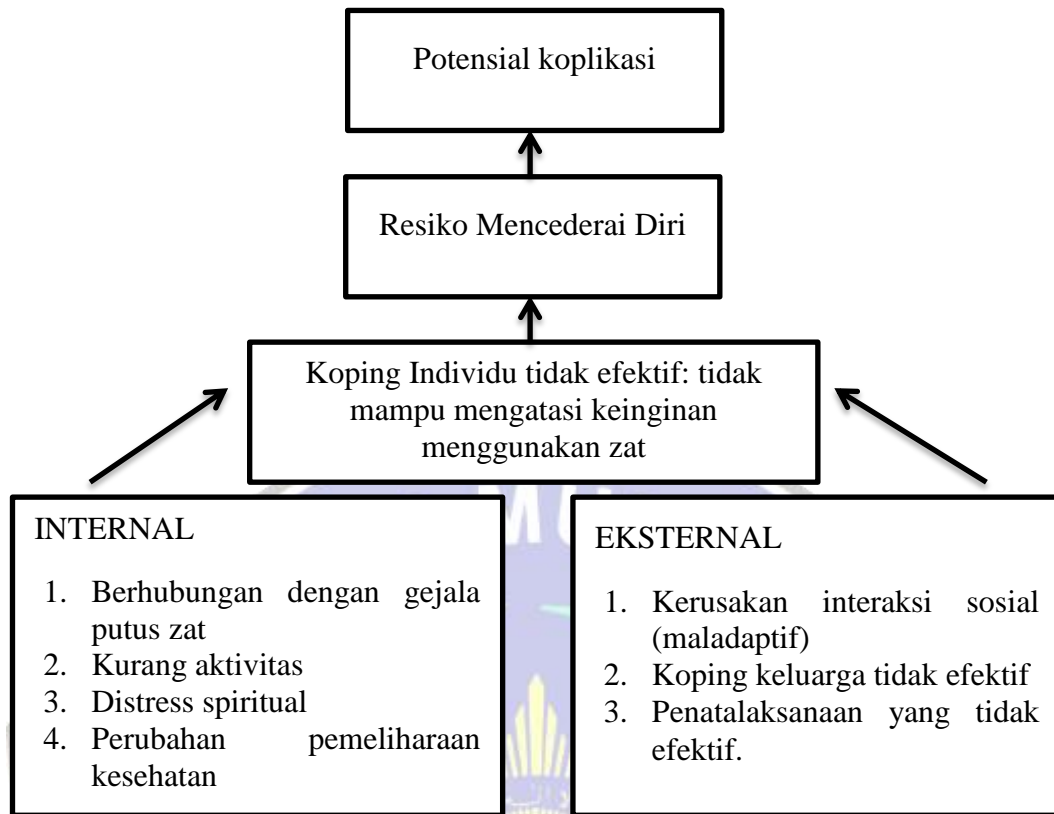 Potensial koplikasi
Resiko Mencederai Diri
Koping Individu tidak efektif: tidak
mampu mengatasi keinginan
menggunakan zat
INTERNAL
1. Berhubungan dengan gejala
putus zat
2. Kurang aktivitas
3. Distress spiritual
4. Perubahan pemeliharaan
kesehatan
EKSTERNAL
1. Kerusakan interaksi sosial
(maladaptif)
2. Koping keluarga tidak efektif
3. Penatalaksanaan yang tidak
efektif.